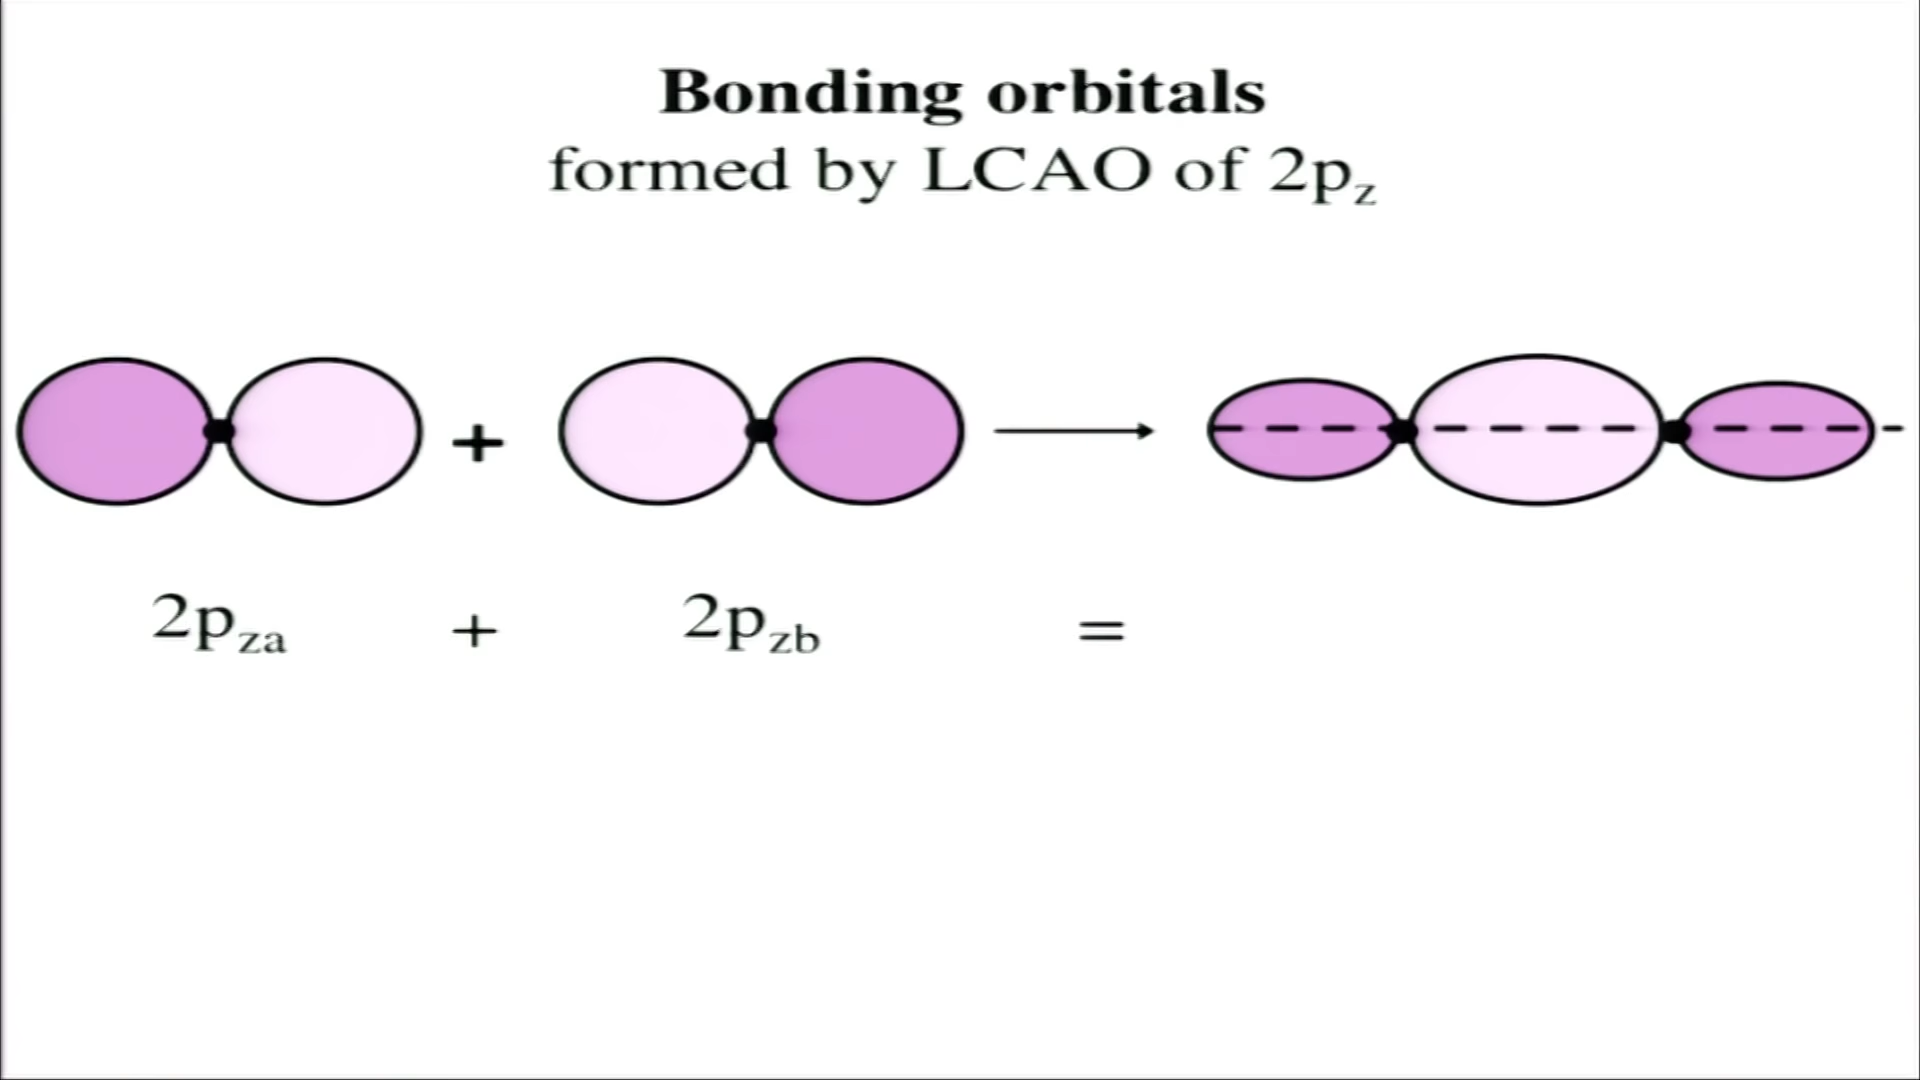 Bonding orbitals
formed by LCAO of 2pz
+
2pza + 2pzb =